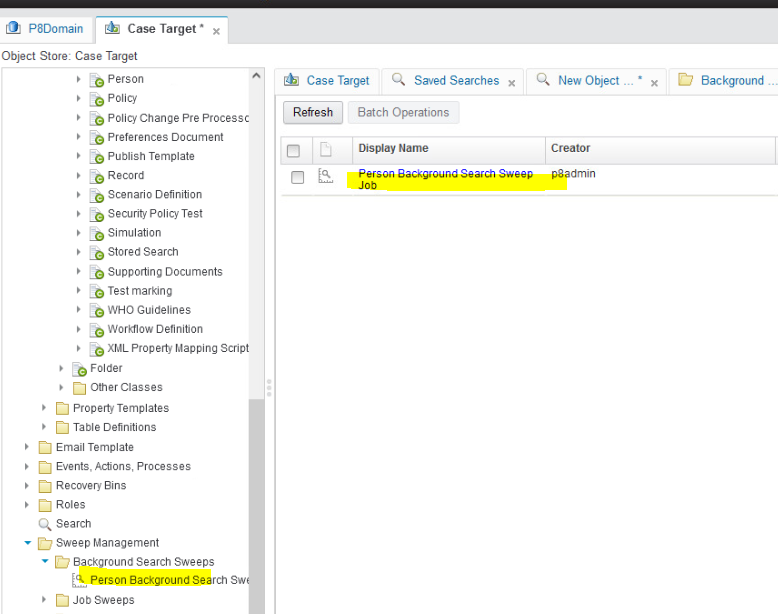 P8Domain
Case Target *
Object Store: Case Target
Person
Policy
Policy Change Pre Processo
Preferences Document
Publish Template
Record
Scenario Definition
Security Policy Test
Simulation
Stored Search
Supporting Documents
Test marking
WHO Guidelines
Workflow Definition
XML Property Mapping Script
Folder
Other Classes
Property Templates
Table Definitions
Email Template
Events, Actions, Processes
Recovery Bins
Roles
Search
Sweep Management
Background Search Sweeps
Person Background Search Swe
Job Sweeps
Case Target
Saved Searches
New Object ... *
Background ...
Refresh
Batch Operations
Display Name
Creator
Person Background Search Sweep
Job
p8admin